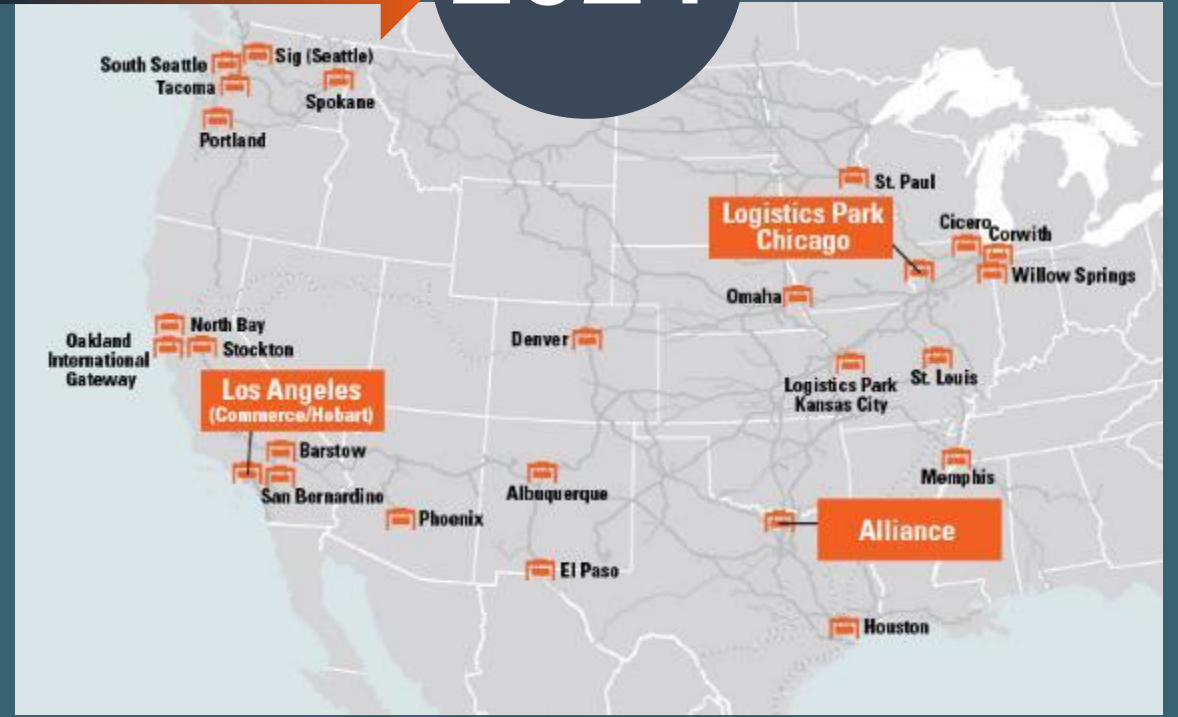 South Seattle
Sig (Seattle)
Tacoma
Spokane
Portland
St. Paul
Logistics Park
Chicago
Cicero
Corwith
Willow Springs
Omaha
North Bay
Oakland
International
Gateway
Stockton
Denver
Logistics Park
Kansas City
St. Louis
Los Angeles
(Commerce/Hobart)
Barstow
San Bernardino
Phoenix
Albuquerque
Memphis
Alliance
El Paso
Houston